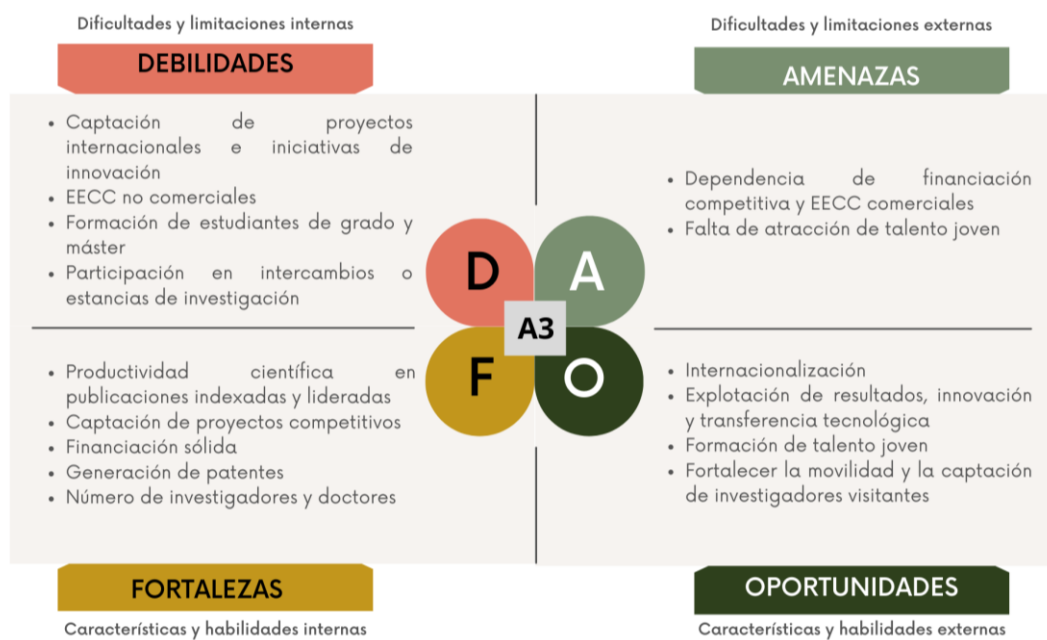 Dificultades y limitaciones internas
DEBILIDADES
Captación de proyectos
internacionales e iniciativas de
innovación
EECC no comerciales
Formación de estudiantes de grado y
máster
Participación en intercambios o
estancias de investigación
Dificultades y limitaciones externas
AMENAZAS
Dependencia de financiación
competitiva y EECC comerciales
Falta de atracción de talento joven
D
A
A3
F
O
Productividad científica en
publicaciones indexadas y lideradas
Captación de proyectos competitivos
Financiación sólida
Generación de patentes
Número de investigadores y doctores
FORTALEZAS
Características y habilidades internas
Internacionalización
Explotación de resultados, innovación
y transferencia tecnológica
Formación de talento joven
Fortalecer la movilidad y la captación
de investigadores visitantes
OPORTUNIDADES
Características y habilidades externas